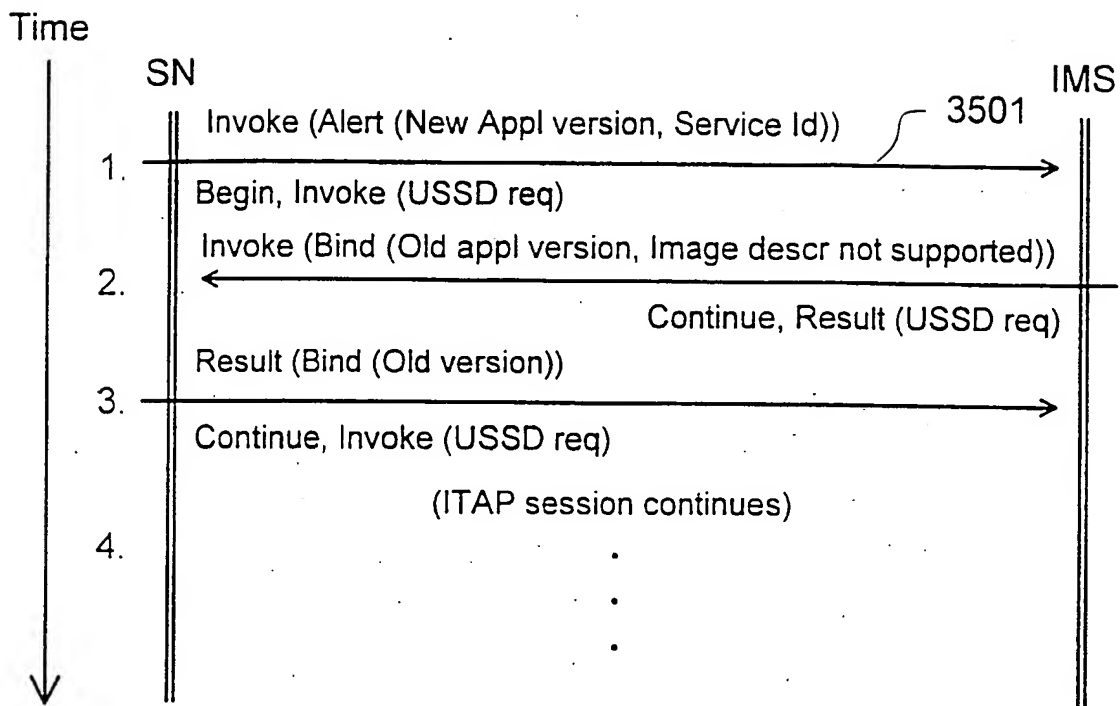 Time
SN
IMS
Invoke (Alert (New Appl version, Service Id))
3501
1.
Begin, Invoke (USSD req)
Invoke (Bind (Old appl version, Image descr not supported))
2.
Continue, Result (USSD req)
Result (Bind (Old version))
3.
Continue, Invoke (USSD req)
(ITAP session continues)
4.